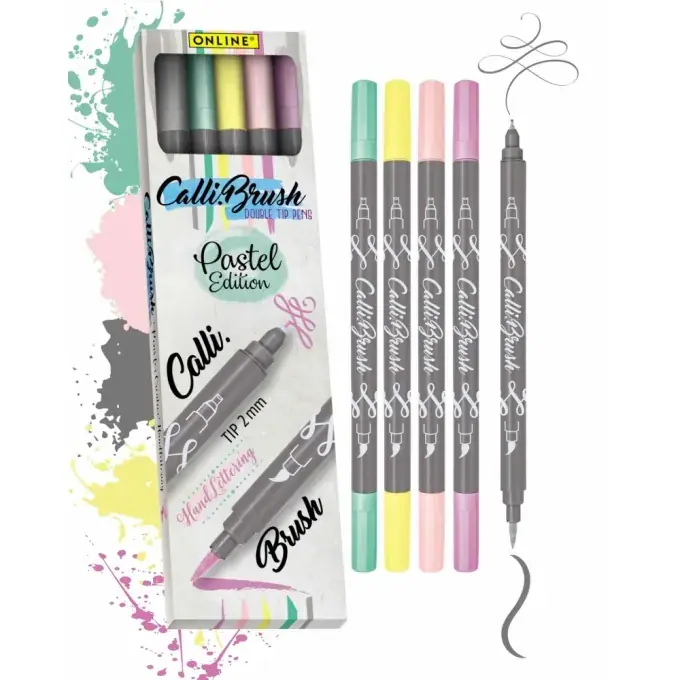 ONLINE®
Calli.Brush
DOUBLE TIP PENS
Pastel
Edition
Calli.
TIP 2 mm
HandLettering
Brush
Calli.Brush
Calli.Brush
Calli.Brush
Calli.Brush
Calli.Brush